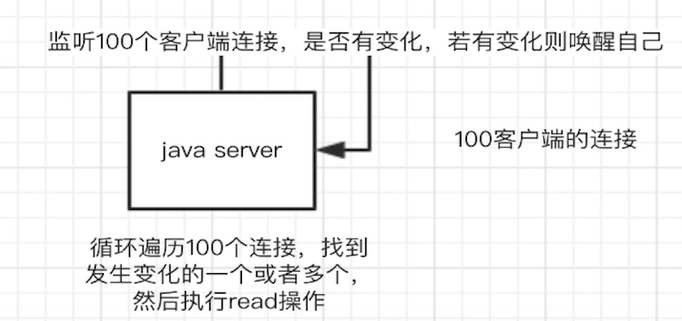 监听100个客户端连接，是否有变化，若有变化则唤醒自己
java server
100客户端的连接
循环遍历100个连接，找到
发生变化的一个或者多个，
然后执行read操作